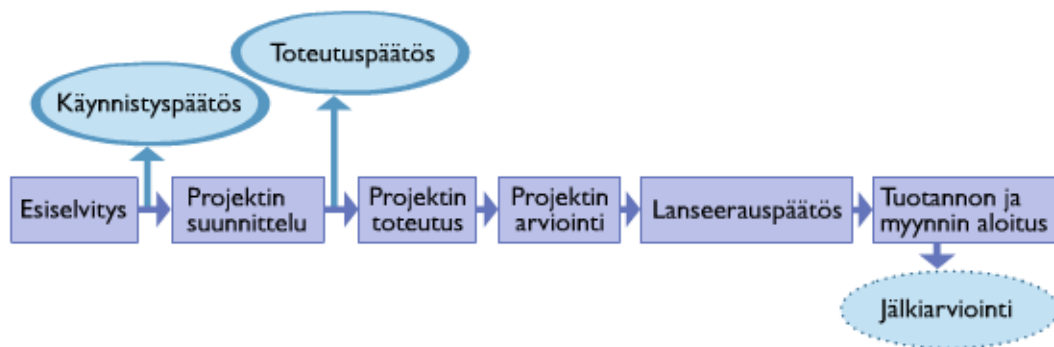 Toteutuspäätös
Käynnistyspäätös
Esiselvitys
Projektin
suunnittelu
Projektin
toteutus
Projektin
arviointi
Lanseerauspäätös
Tuotannon ja
myynnin aloitus
Jälkiarviointi